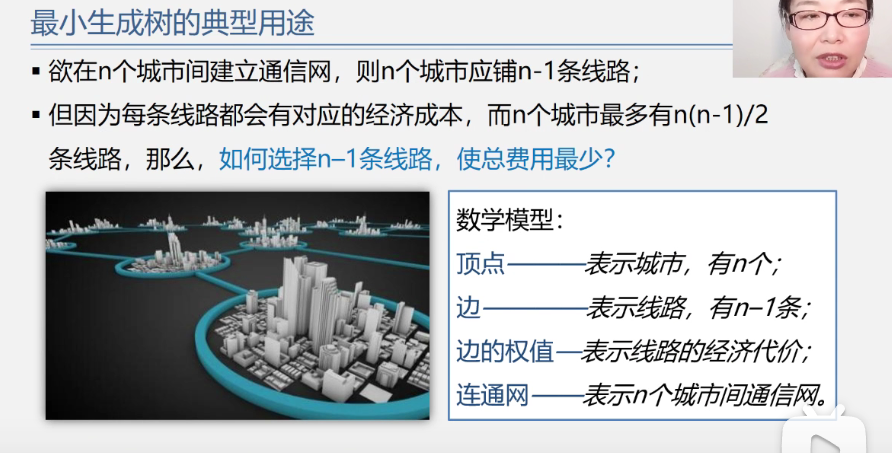 最小生成树的典型用途
▪ 欲在n个城市间建立通信网，则n个城市应铺n-1条线路；
▪ 但因为每条线路都会有对应的经济成本，而n个城市最多有n(n-1)/2
条线路，那么，如何选择n–1条线路，使总费用最少？
数学模型：
顶点———表示城市，有n个；
边————表示线路，有n–1条；
边的权值—表示线路的经济代价；
连通网——表示n个城市间通信网。